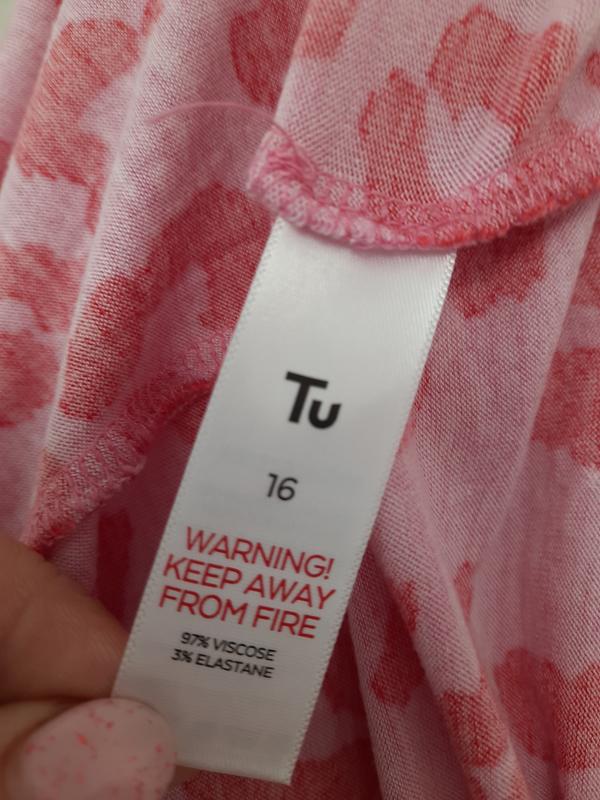 Tu
16
WARNING!
KEEP AWAY
FROM FIRE
97% VISCOSE
3% ELASTANE